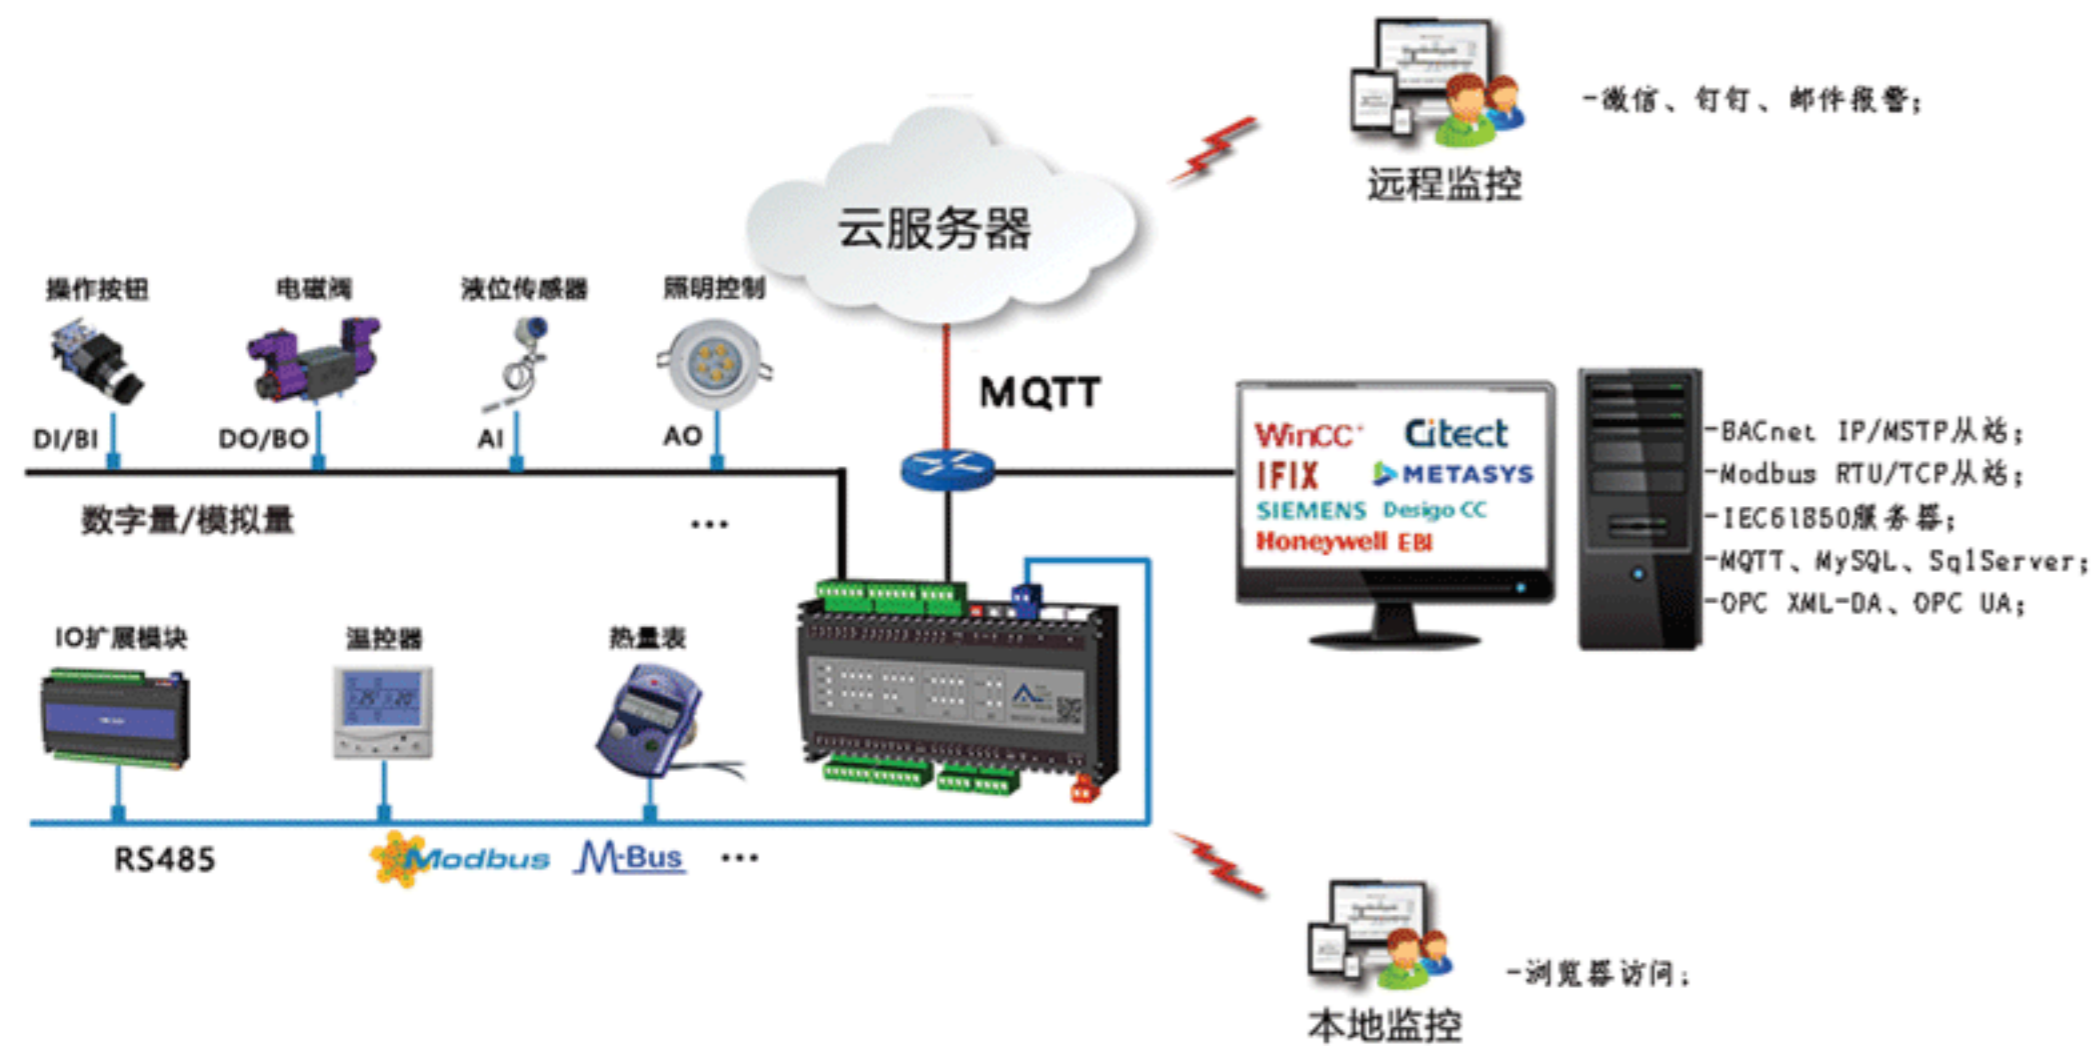 -微信、钉钉、邮件报警;
远程监控
云服务器
操作按钮
电磁阀
液位传感器
照明控制
DI/BI
DO/BO
AI
AO
MQTT
数字量/模拟量
...
WinCC
Citect
IFIX
METASYS
SIEMENS Desigo CC
Honeywell EBI
-BACnet IP/MSTP从站;
-Modbus RTU/TCP从站;
-IEC61850服务器;
-MQTT、MySQL、SqlServer;
-OPC XML-DA、OPC UA;
IO扩展模块
温控器
热量表
25° 20°
RS485
Modbus
M-Bus
...
-浏览器访问;
本地监控